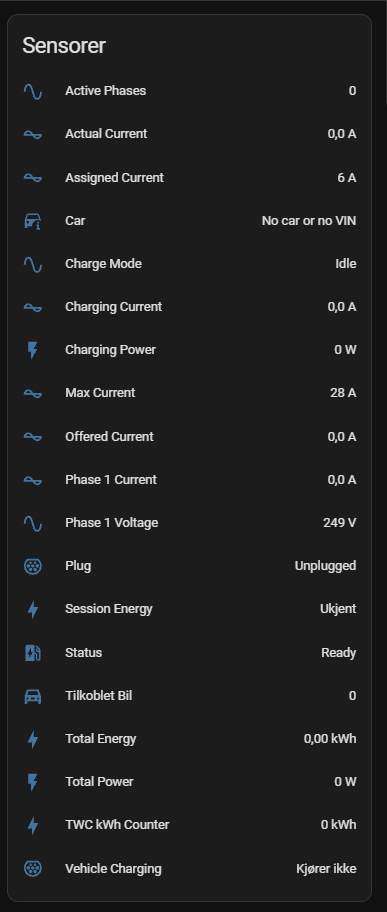 Sensorer
Active Phases 0
Actual Current 0,0 A
Assigned Current 6 A
Car No car or no VIN
Charge Mode Idle
Charging Current 0,0 A
Charging Power 0 W
Max Current 28 A
Offered Current 0,0 A
Phase 1 Current 0,0 A
Phase 1 Voltage 249 V
Plug Unplugged
Session Energy Ukjent
Status Ready
Tilkoblet Bil 0
Total Energy 0,00 kWh
Total Power 0 W
TWC kWh Counter 0 kWh
Vehicle Charging Kjører ikke